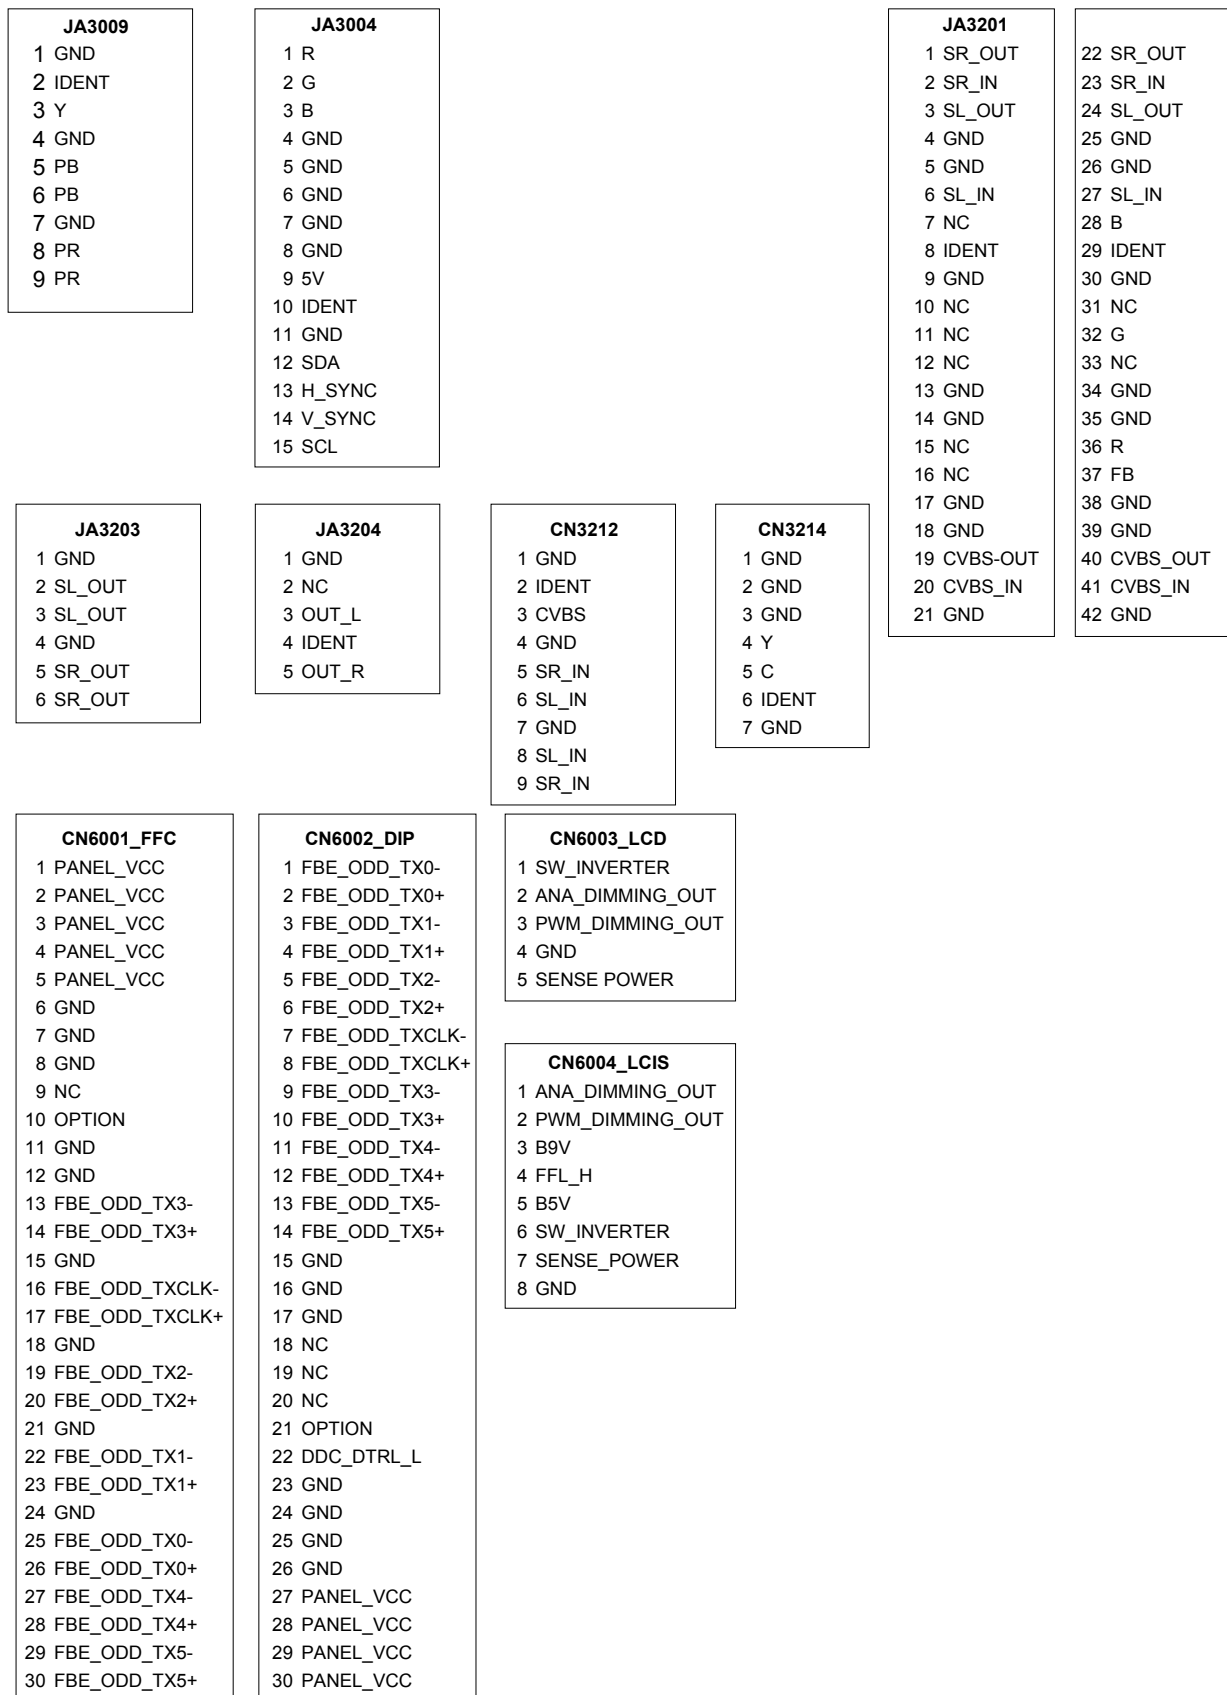 JA3009
1 GND
2 IDENT
3 Y
4 GND
5 PB
6 PB
7 GND
8 PR
9 PR
JA3004
1 R
2 G
3 B
4 GND
5 GND
6 GND
7 GND
8 GND
9 5V
10 IDENT
11 GND
12 SDA
13 H_SYNC
14 V_SYNC
15 SCL
JA3201
1 SR_OUT
2 SR_IN
3 SL_OUT
4 GND
5 GND
6 SL_IN
7 NC
8 IDENT
9 GND
10 NC
11 NC
12 NC
13 GND
14 GND
15 NC
16 NC
17 GND
18 GND
19 CVBS-OUT
20 CVBS_IN
21 GND
22 SR_OUT
23 SR_IN
24 SL_OUT
25 GND
26 GND
27 SL_IN
28 B
29 IDENT
30 GND
31 NC
32 G
33 NC
34 GND
35 GND
36 R
37 FB
38 GND
39 GND
40 CVBS_OUT
41 CVBS_IN
42 GND
JA3203
1 GND
2 SL_OUT
3 SL_OUT
4 GND
5 SR_OUT
6 SR_OUT
JA3204
1 GND
2 NC
3 OUT_L
4 IDENT
5 OUT_R
CN3212
1 GND
2 IDENT
3 CVBS
4 GND
5 SR_IN
6 SL_IN
7 GND
8 SL_IN
9 SR_IN
CN3214
1 GND
2 GND
3 GND
4 Y
5 C
6 IDENT
7 GND
CN6001_FFC
1 PANEL_VCC
2 PANEL_VCC
3 PANEL_VCC
4 PANEL_VCC
5 PANEL_VCC
6 GND
7 GND
8 GND
9 NC
10 OPTION
11 GND
12 GND
13 FBE_ODD_TX3-
14 FBE_ODD_TX3+
15 GND
16 FBE_ODD_TXCLK-
17 FBE_ODD_TXCLK+
18 GND
19 FBE_ODD_TX2-
20 FBE_ODD_TX2+
21 GND
22 FBE_ODD_TX1-
23 FBE_ODD_TX1+
24 GND
25 FBE_ODD_TX0-
26 FBE_ODD_TX0+
27 FBE_ODD_TX4-
28 FBE_ODD_TX4+
29 FBE_ODD_TX5-
30 FBE_ODD_TX5+
CN6002_DIP
1 FBE_ODD_TX0-
2 FBE_ODD_TX0+
3 FBE_ODD_TX1-
4 FBE_ODD_TX1+
5 FBE_ODD_TX2-
6 FBE_ODD_TX2+
7 FBE_ODD_TXCLK-
8 FBE_ODD_TXCLK+
9 FBE_ODD_TX3-
10 FBE_ODD_TX3+
11 FBE_ODD_TX4-
12 FBE_ODD_TX4+
13 FBE_ODD_TX5-
14 FBE_ODD_TX5+
15 GND
16 GND
17 GND
18 NC
19 NC
20 NC
21 OPTION
22 DDC_DTRL_L
23 GND
24 GND
25 GND
26 GND
27 PANEL_VCC
28 PANEL_VCC
29 PANEL_VCC
30 PANEL_VCC
CN6003_LCD
1 SW_INVERTER
2 ANA_DIMMING_OUT
3 PWM_DIMMING_OUT
4 GND
5 SENSE POWER
CN6004_LCIS
1 ANA_DIMMING_OUT
2 PWM_DIMMING_OUT
3 B9V
4 FFL_H
5 B5V
6 SW_INVERTER
7 SENSE_POWER
8 GND